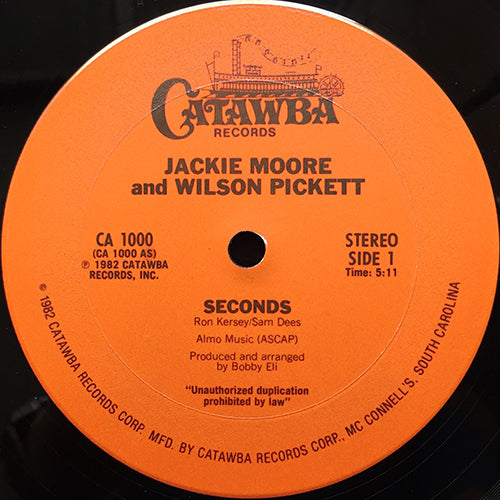 CATAWBA
RECORDS
JACKIE MOORE
and WILSON PICKETT
CA 1000
(CA 1000 AS)
℗ 1982 CATAWBA
RECORDS, INC.
STEREO
SIDE 1
Time: 5:11
SECONDS
Ron Kersey/Sam Dees
Almo Music (ASCAP)
Produced and arranged
by Bobby Eli
"Unauthorized duplication
prohibited by law"
© 1982 CATAWBA RECORDS CORP. MFD. BY CATAWBA RECORDS CORP., MC CONNELL'S, SOUTH CAROLINA